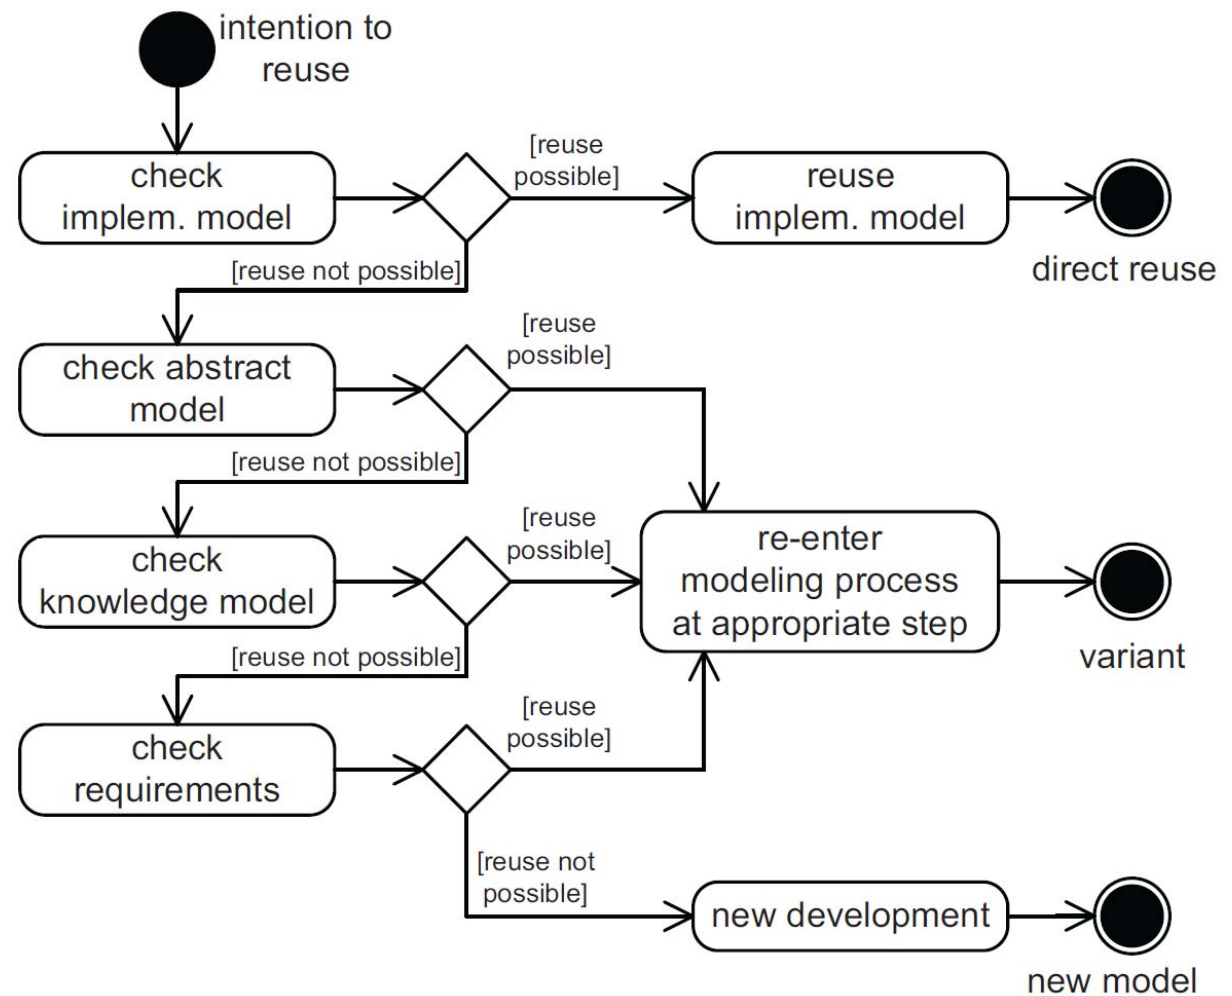 intention to
reuse
check
implem. model
[reuse
possible]
reuse
implem. model
direct reuse
[reuse not possible]
check abstract
model
[reuse
possible]
[reuse not possible]
check
knowledge model
[reuse
possible]
re-enter
modeling process
at appropriate step
variant
[reuse not possible]
check
requirements
[reuse
possible]
[reuse not
possible]
new development
new model